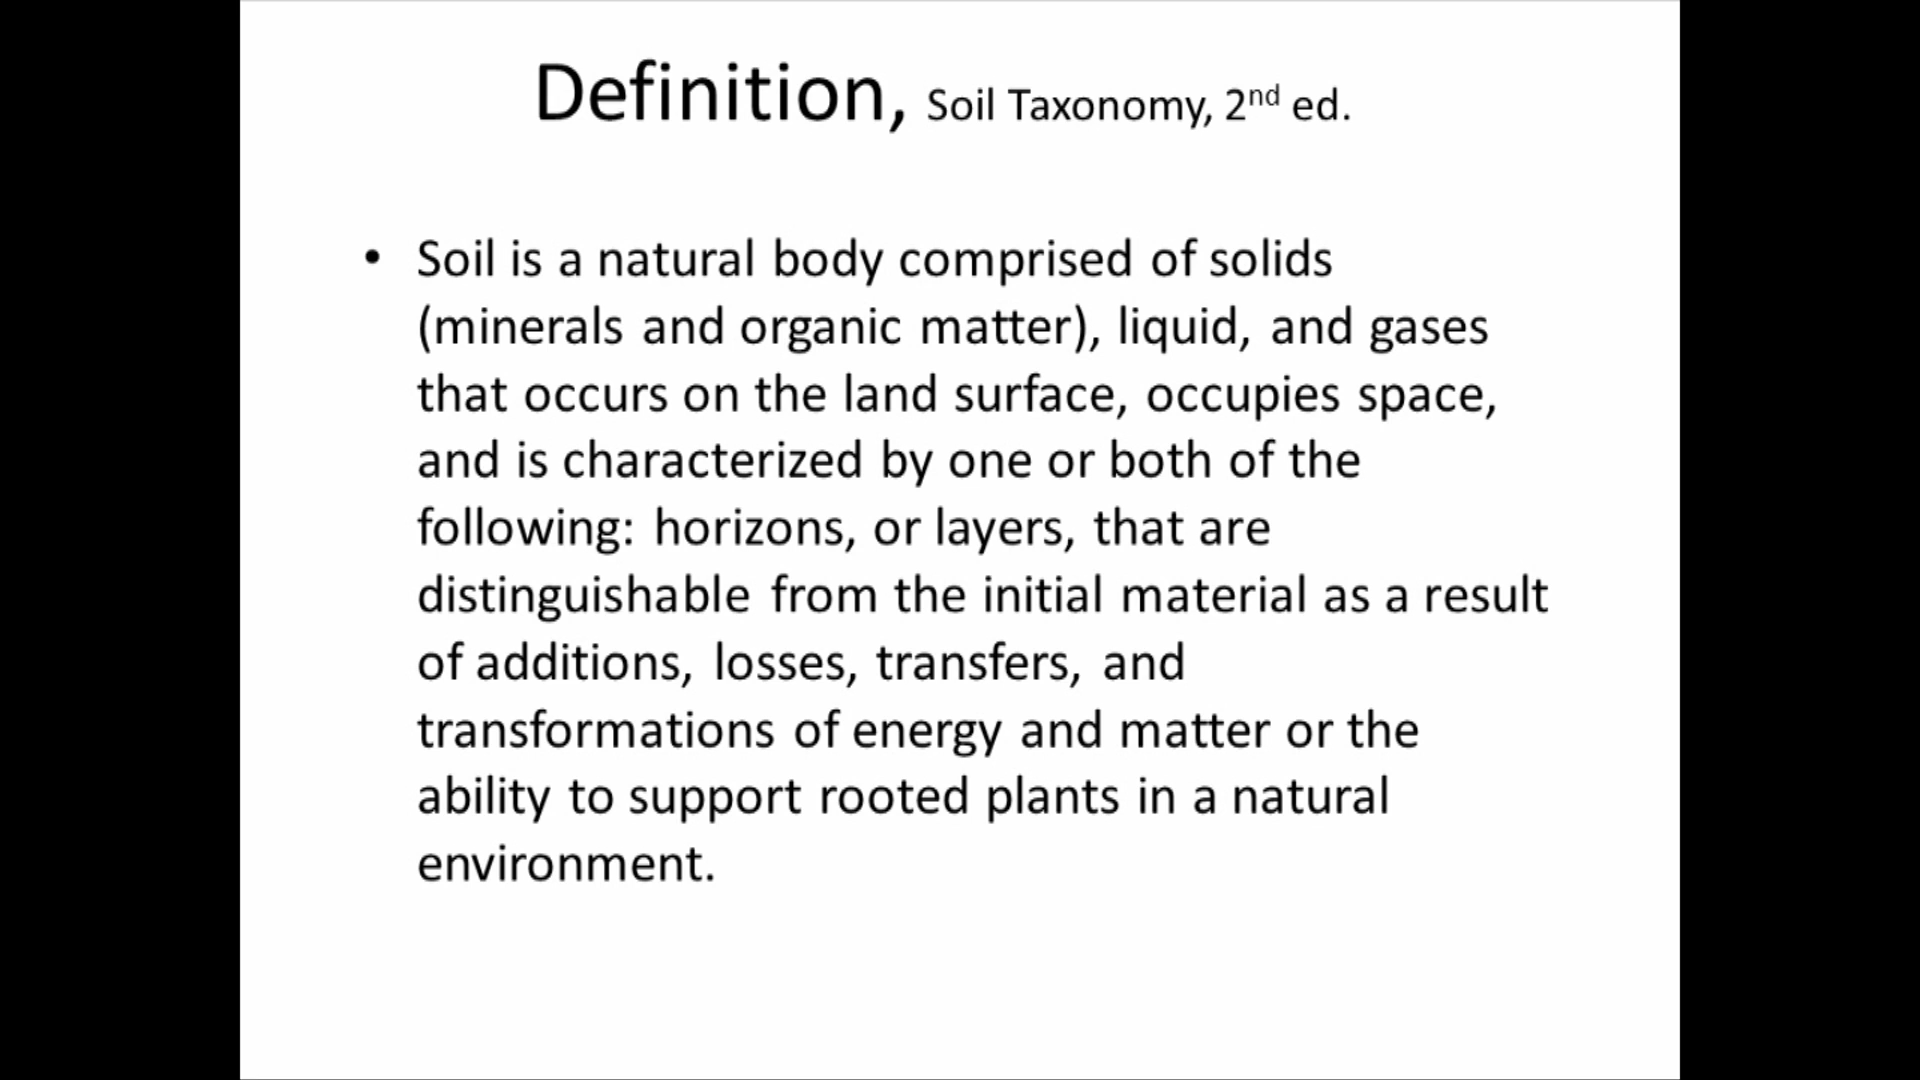 Definition, Soil Taxonomy, 2nd ed.
• Soil is a natural body comprised of solids
(minerals and organic matter), liquid, and gases
that occurs on the land surface, occupies space,
and is characterized by one or both of the
following: horizons, or layers, that are
distinguishable from the initial material as a result
of additions, losses, transfers, and
transformations of energy and matter or the
ability to support rooted plants in a natural
environment.